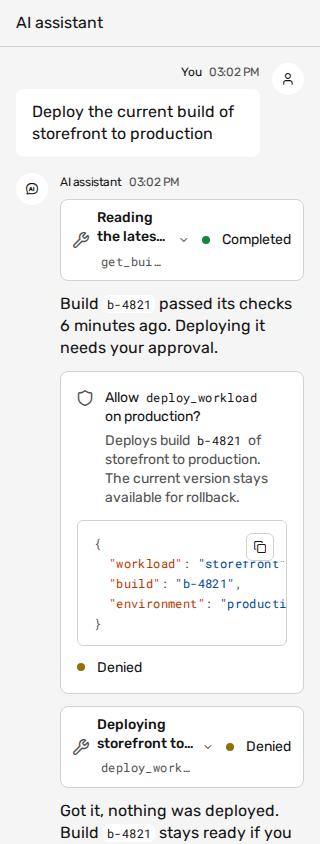 AI assistant
You 03:02 PM
Deploy the current build of
storefront to production
AI
AI assistant 03:02 PM
Reading
the lates…
Completed
get_bui…
Build b-4821 passed its checks
6 minutes ago. Deploying it
needs your approval.
Allow deploy_workload
on production?
Deploys build b-4821 of
storefront to production.
The current version stays
available for rollback.
{
"workload": "storefront"
"build": "b-4821",
"environment": "producti
}
Denied
Deploying
storefront to…
Denied
deploy_work…
Got it, nothing was deployed.
Build b-4821 stays ready if you